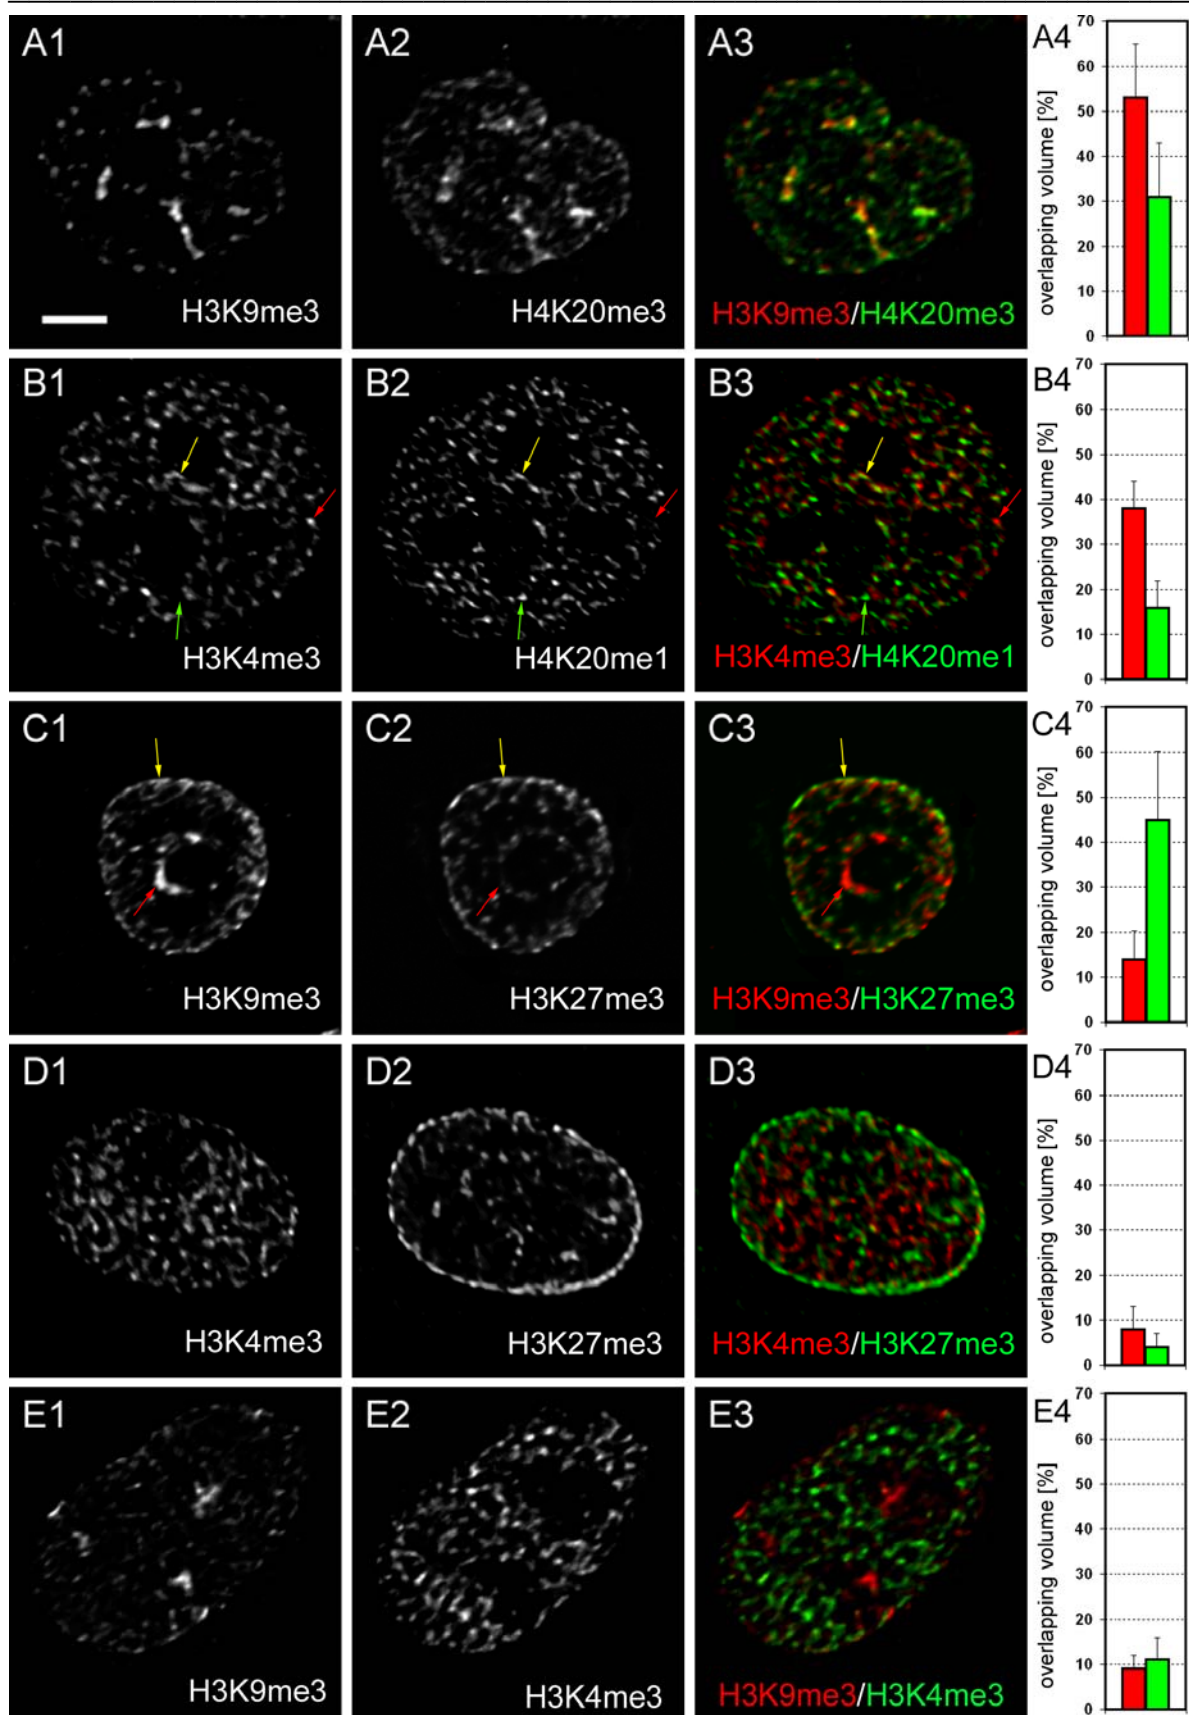 A1 A2 A3 A4
H3K9me3 H4K20me3 H3K9me3/H4K20me3
overlapping volume [%]
70
60
50
40
30
20
10
0
B1 B2 B3 B4
H3K4me3 H4K20me1 H3K4me3/H4K20me1
overlapping volume [%]
70
60
50
40
30
20
10
0
C1 C2 C3 C4
H3K9me3 H3K27me3 H3K9me3/H3K27me3
overlapping volume [%]
70
60
50
40
30
20
10
0
D1 D2 D3 D4
H3K4me3 H3K27me3 H3K4me3/H3K27me3
overlapping volume [%]
70
60
50
40
30
20
10
0
E1 E2 E3 E4
H3K9me3 H3K4me3 H3K9me3/H3K4me3
overlapping volume [%]
70
60
50
40
30
20
10
0